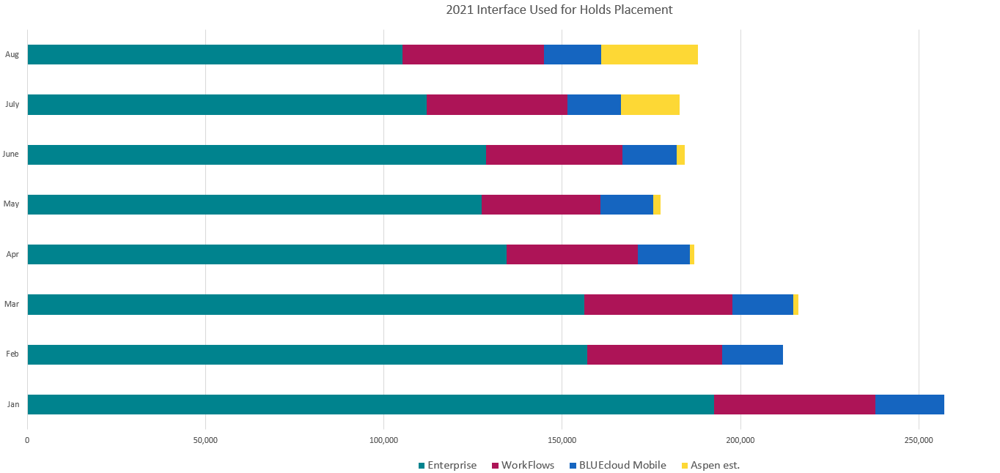 2021 Interface Used for Holds Placement
Aug
July
June
May
Apr
Mar
Feb
Jan
0 50,000 100,000 150,000 200,000 250,000
Enterprise WorkFlows BLUEcloud Mobile Aspen est.